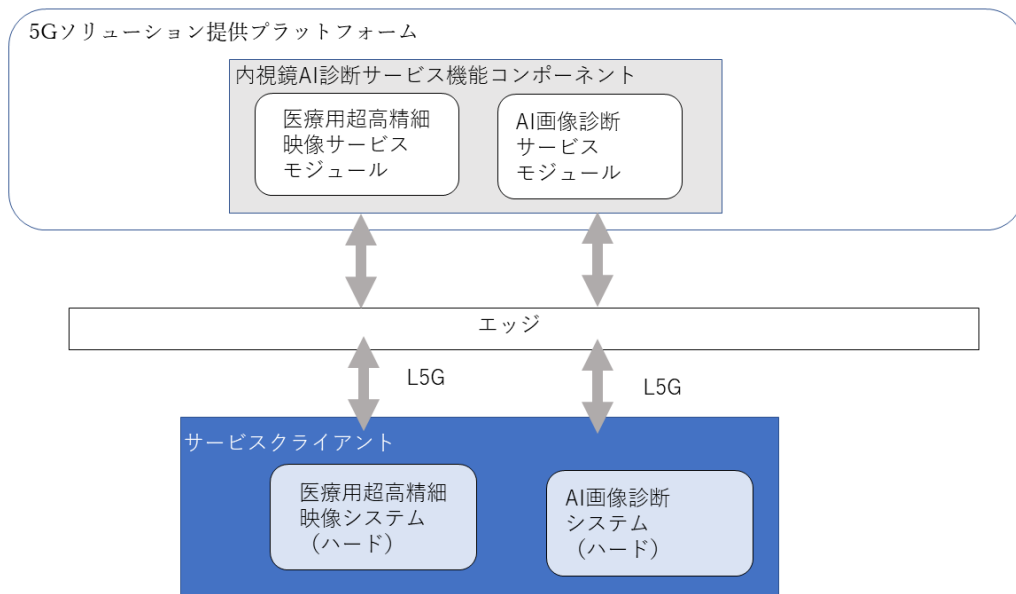 5Gソリューション提供プラットフォーム
内視鏡AI診断サービス機能コンポーネント
医療用超高精細
映像サービス
モジュール
AI画像診断
サービス
モジュール
エッジ
L5G
L5G
サービスクライアント
医療用超高精細
映像システム
（ハード）
AI画像診断
システム
（ハード）